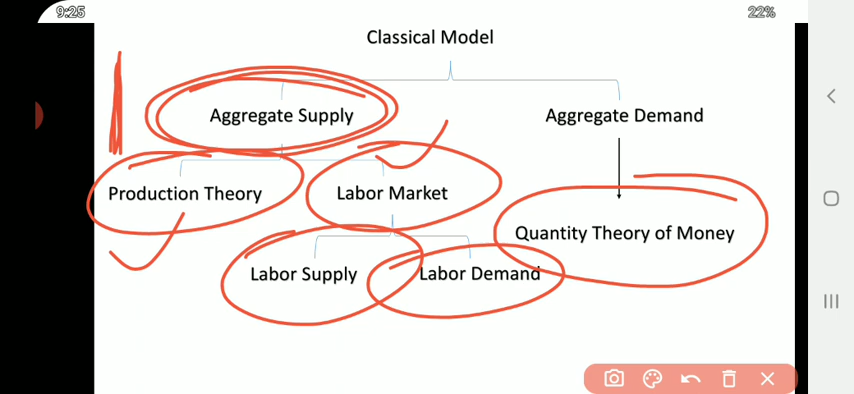 9:25
22%
Classical Model
Aggregate Supply
Aggregate Demand
Production Theory
Labor Market
Quantity Theory of Money
Labor Supply
Labor Demand